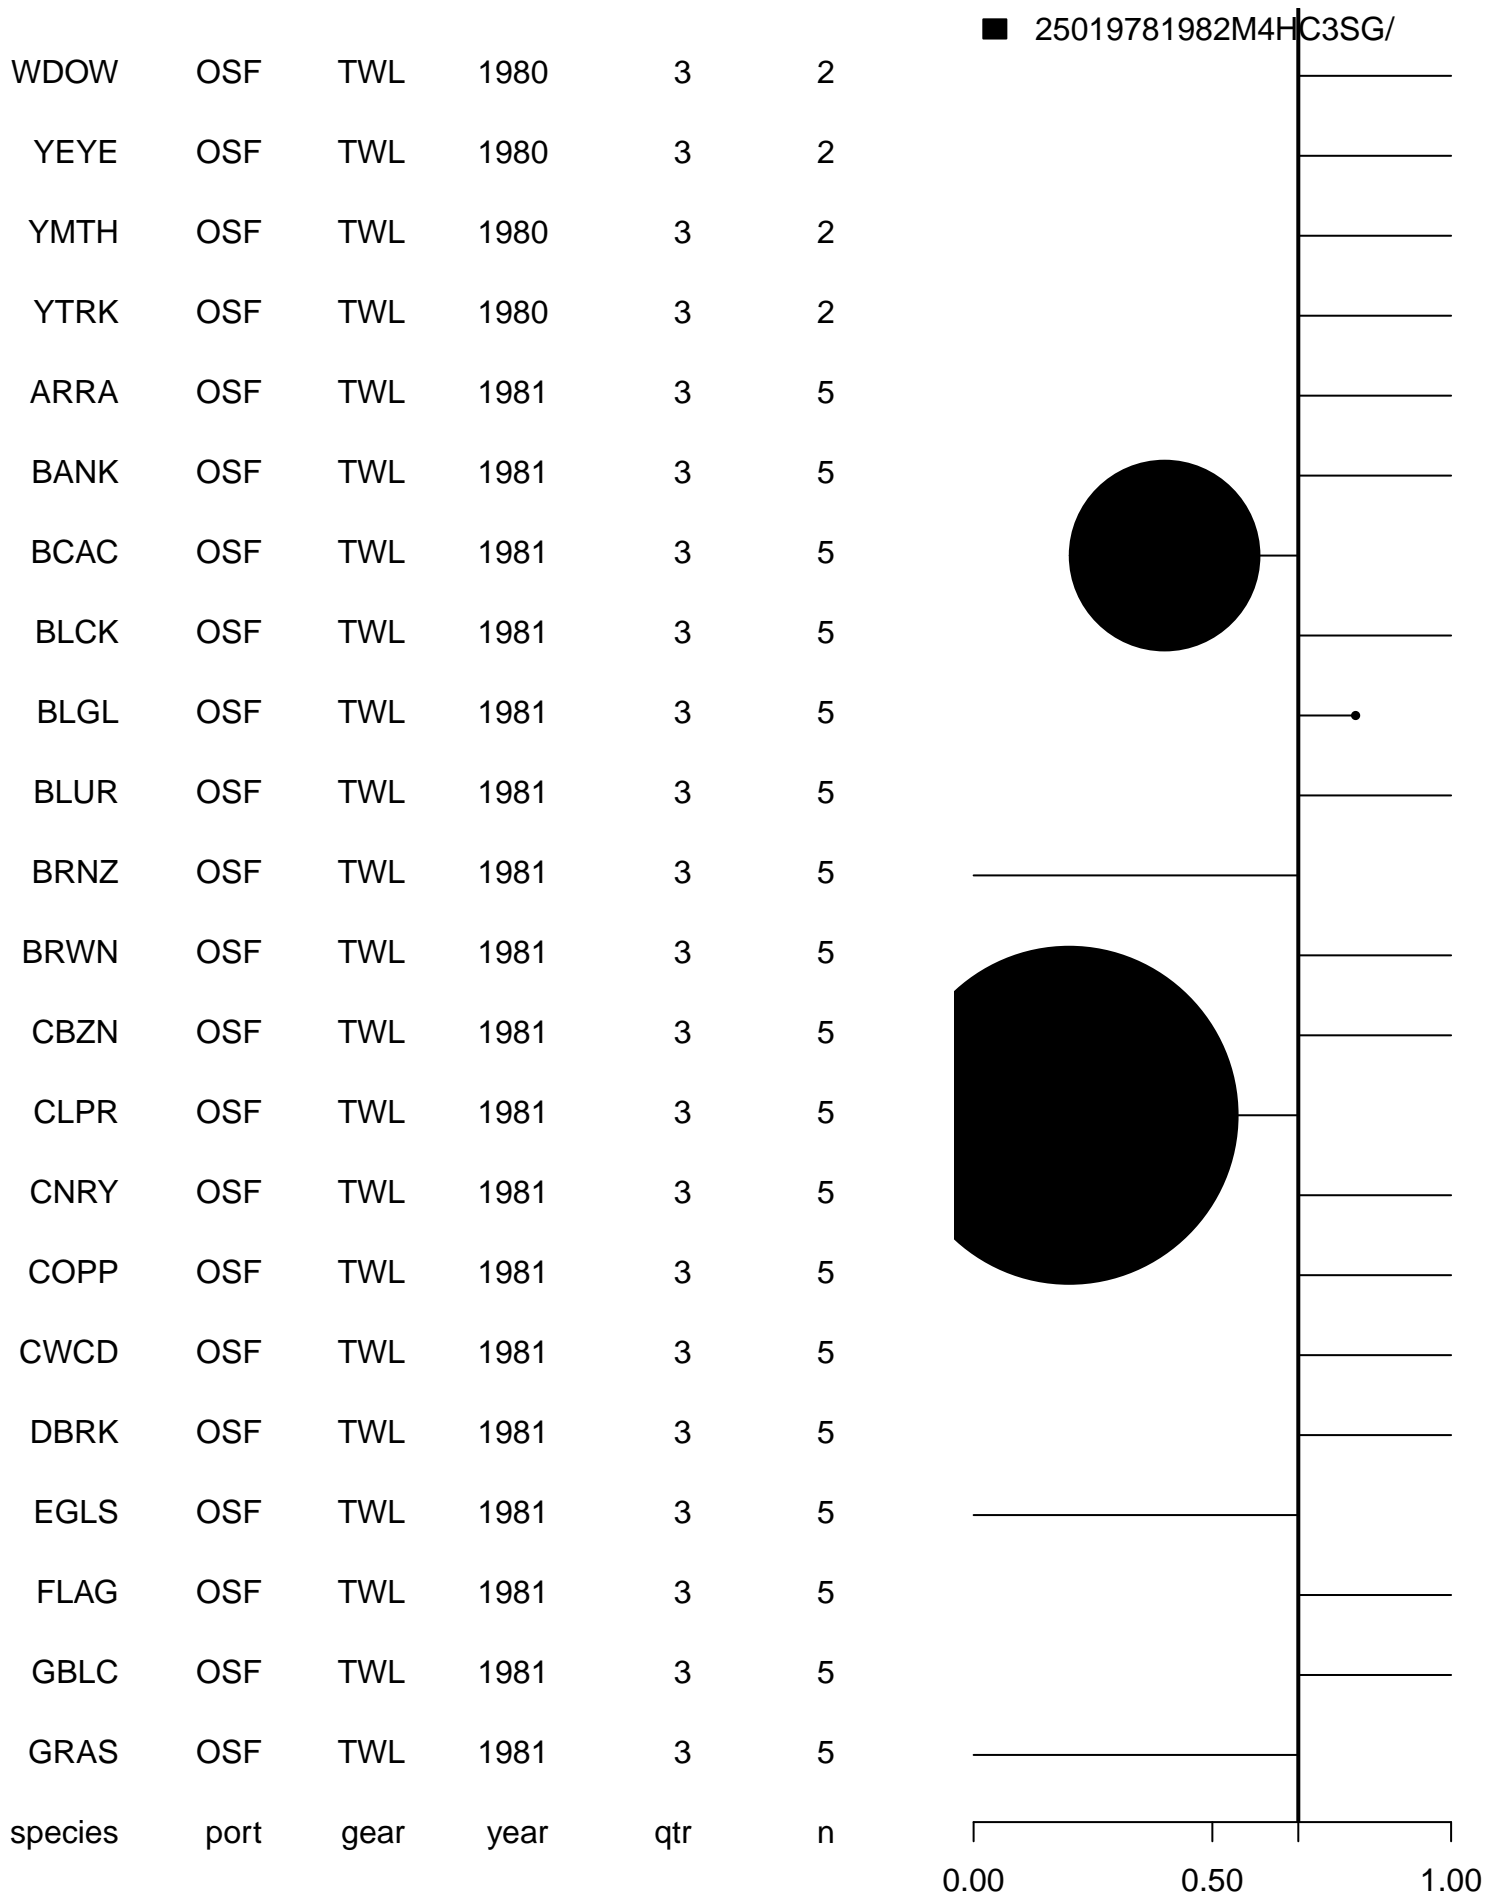 25019781982M4HC3SG/
WDOW OSF TWL 1980 3 2
YEYE OSF TWL 1980 3 2
YMTH OSF TWL 1980 3 2
YTRK OSF TWL 1980 3 2
ARRA OSF TWL 1981 3 5
BANK OSF TWL 1981 3 5
BCAC OSF TWL 1981 3 5
BLCK OSF TWL 1981 3 5
BLGL OSF TWL 1981 3 5
BLUR OSF TWL 1981 3 5
BRNZ OSF TWL 1981 3 5
BRWN OSF TWL 1981 3 5
CBZN OSF TWL 1981 3 5
CLPR OSF TWL 1981 3 5
CNRY OSF TWL 1981 3 5
COPP OSF TWL 1981 3 5
CWCD OSF TWL 1981 3 5
DBRK OSF TWL 1981 3 5
EGLS OSF TWL 1981 3 5
FLAG OSF TWL 1981 3 5
GBLC OSF TWL 1981 3 5
GRAS OSF TWL 1981 3 5
species port gear year qtr n
0.00 0.50 1.00